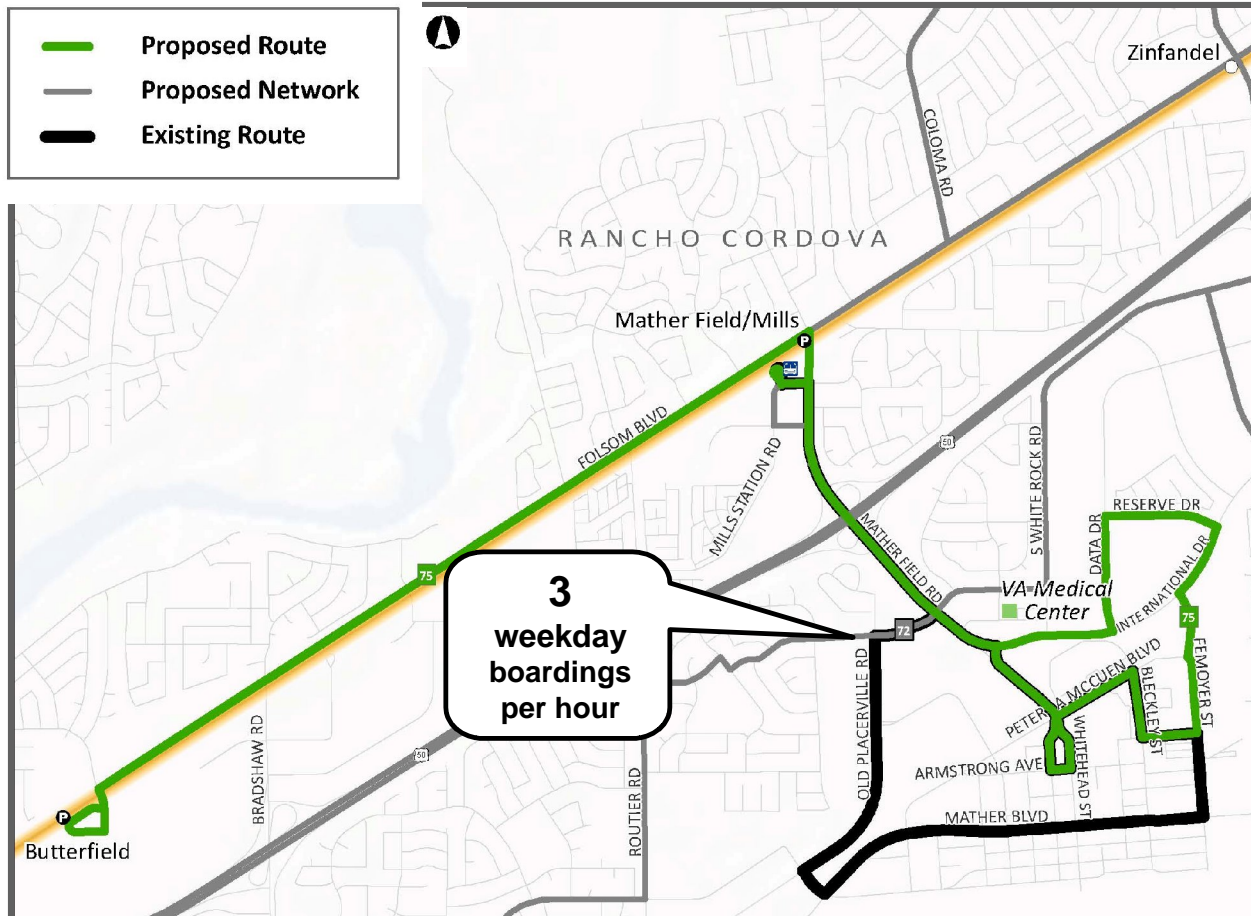 Proposed Route
Proposed Network
Existing Route
Zinfandel
COLOMA RD
RANCHO CORDOVA
Mather Field/Mills
P
FOLSOM BLVD
50
MILLS STATION RD
S WHITE ROCK RD
RESERVE DR
MATHER FIELD RD
DATA DR
INTERNATIONAL DR
75
3
weekday
boardings
per hour
VA Medical
Center
72
75
FEMOYER ST
PETER A MCCUEN BLVD
BLECKLEY ST
OLD PLACERVILLE RD
WHITEHEAD ST
ARMSTRONG AVE
BRADSHAW RD
50
ROUTIER RD
MATHER BLVD
P
Butterfield